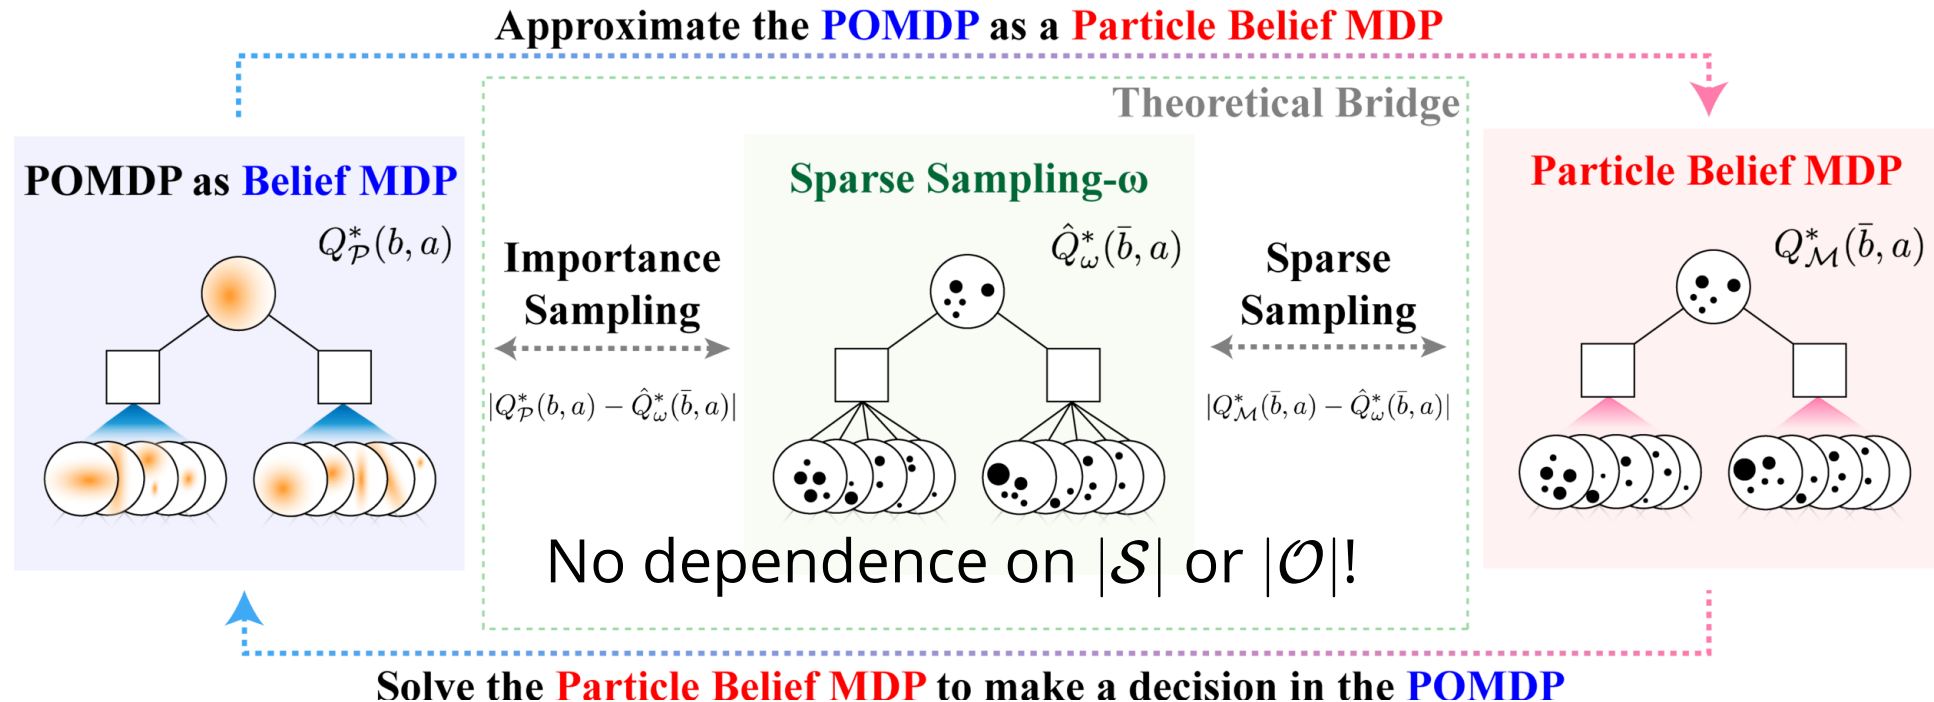 Approximate the POMDP as a Particle Belief MDP
Theoretical Bridge
POMDP as Belief MDP
Q*_𝒫(b, a)
Importance
Sampling
|Q*_𝒫(b, a) − Q̂*_ω(b̄, a)|
Sparse Sampling-ω
Q̂*_ω(b̄, a)
Sparse
Sampling
|Q*_ℳ(b̄, a) − Q̂*_ω(b̄, a)|
Particle Belief MDP
Q*_ℳ(b̄, a)
No dependence on |𝒮| or |𝒪|!
Solve the Particle Belief MDP to make a decision in the POMDP